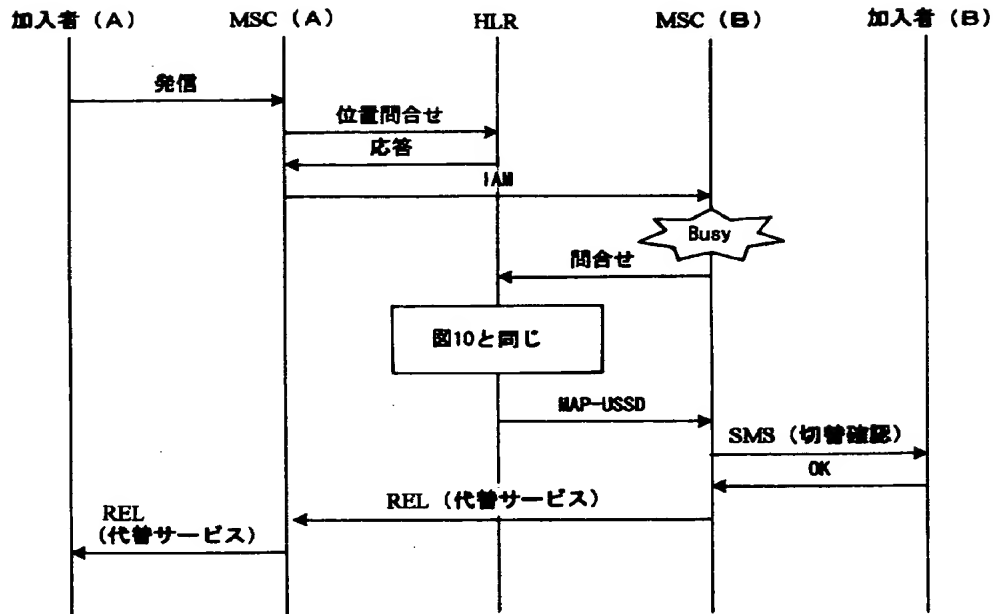 加入者（A） MSC（A） HLR MSC（B） 加入者（B）
発信
位置問合せ
応答
IAM
Busy
問合せ
図10と同じ
MAP-USSD
SMS（切替確認）
OK
REL（代替サービス）
REL
（代替サービス）